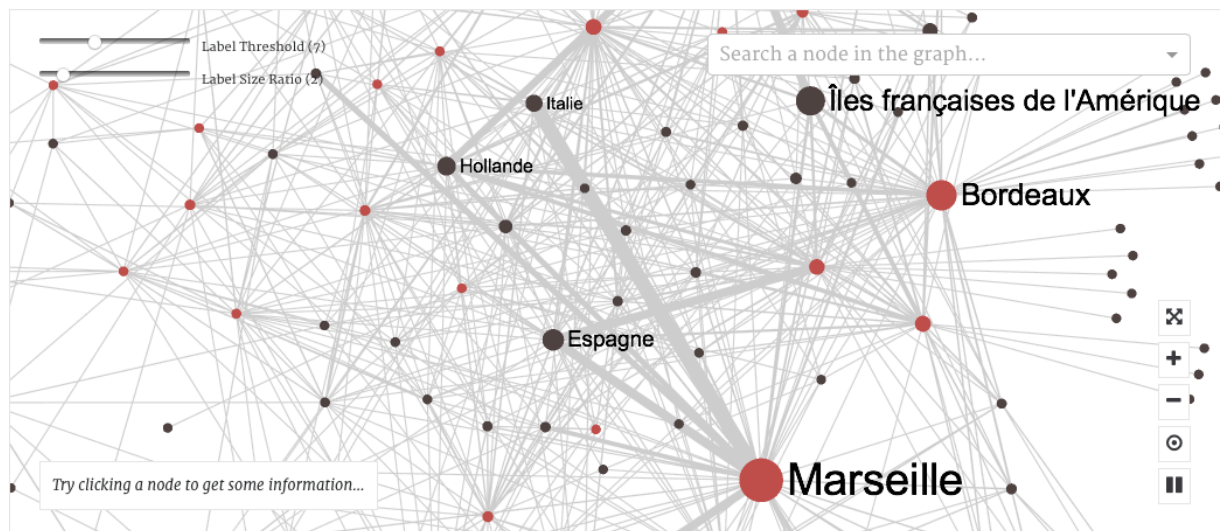 Label Threshold (7)
Search a node in the graph...
Label Size Ratio (2)
Italie
Îles françaises de l'Amérique
Hollande
Bordeaux
Espagne
Marseille
Try clicking a node to get some information...